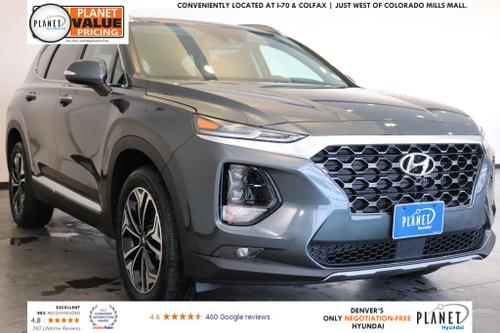 CONVENIENTLY LOCATED AT I-70 & COLFAX | JUST WEST OF COLORADO MILLS MALL.
PLANET
PLANET
VALUE
PRICING
PLANET
Hyundai
EXCELLENT
98% RECOMMENDED
4.8
393 Lifetime Reviews
DealerRater
4.6 460 Google reviews
DENVER'S
ONLY NEGOTIATION-FREE
HYUNDAI
PLANET
Hyundai